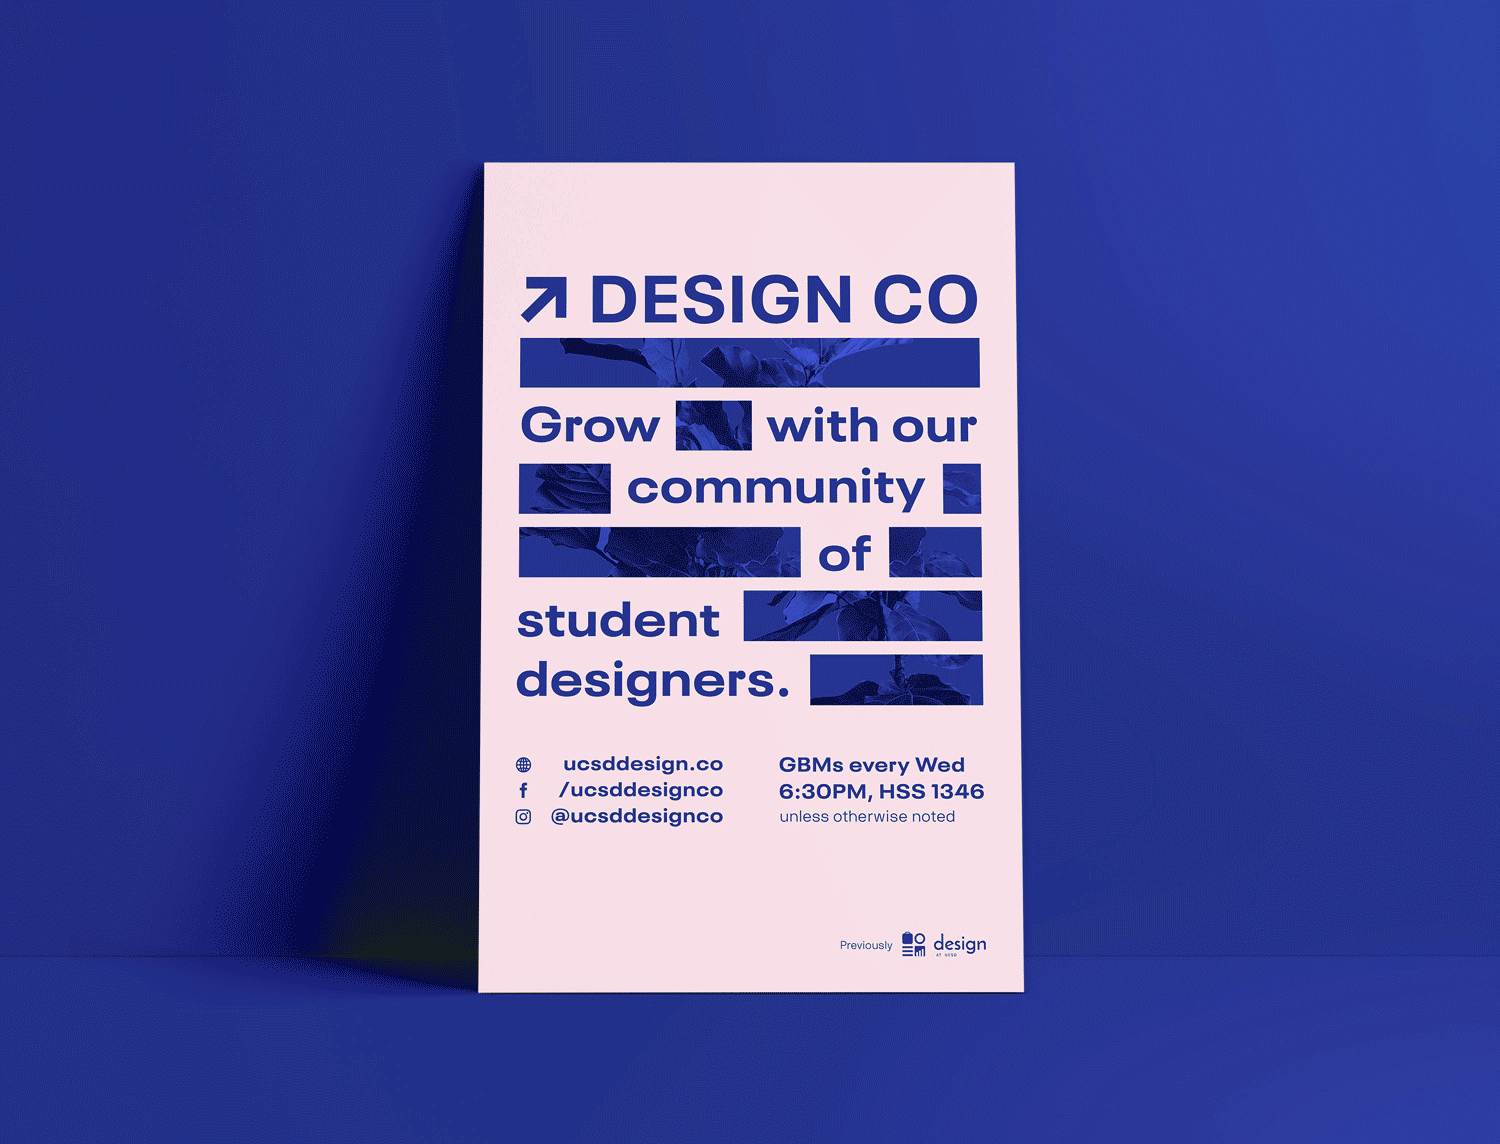 DESIGN CO
Grow with our
community
of
student
designers.
ucsddesign.co
/ucsddesignco
@ucsddesignco
GBMs every Wed
6:30PM, HSS 1346
unless otherwise noted
Previously
design
AT UCSD